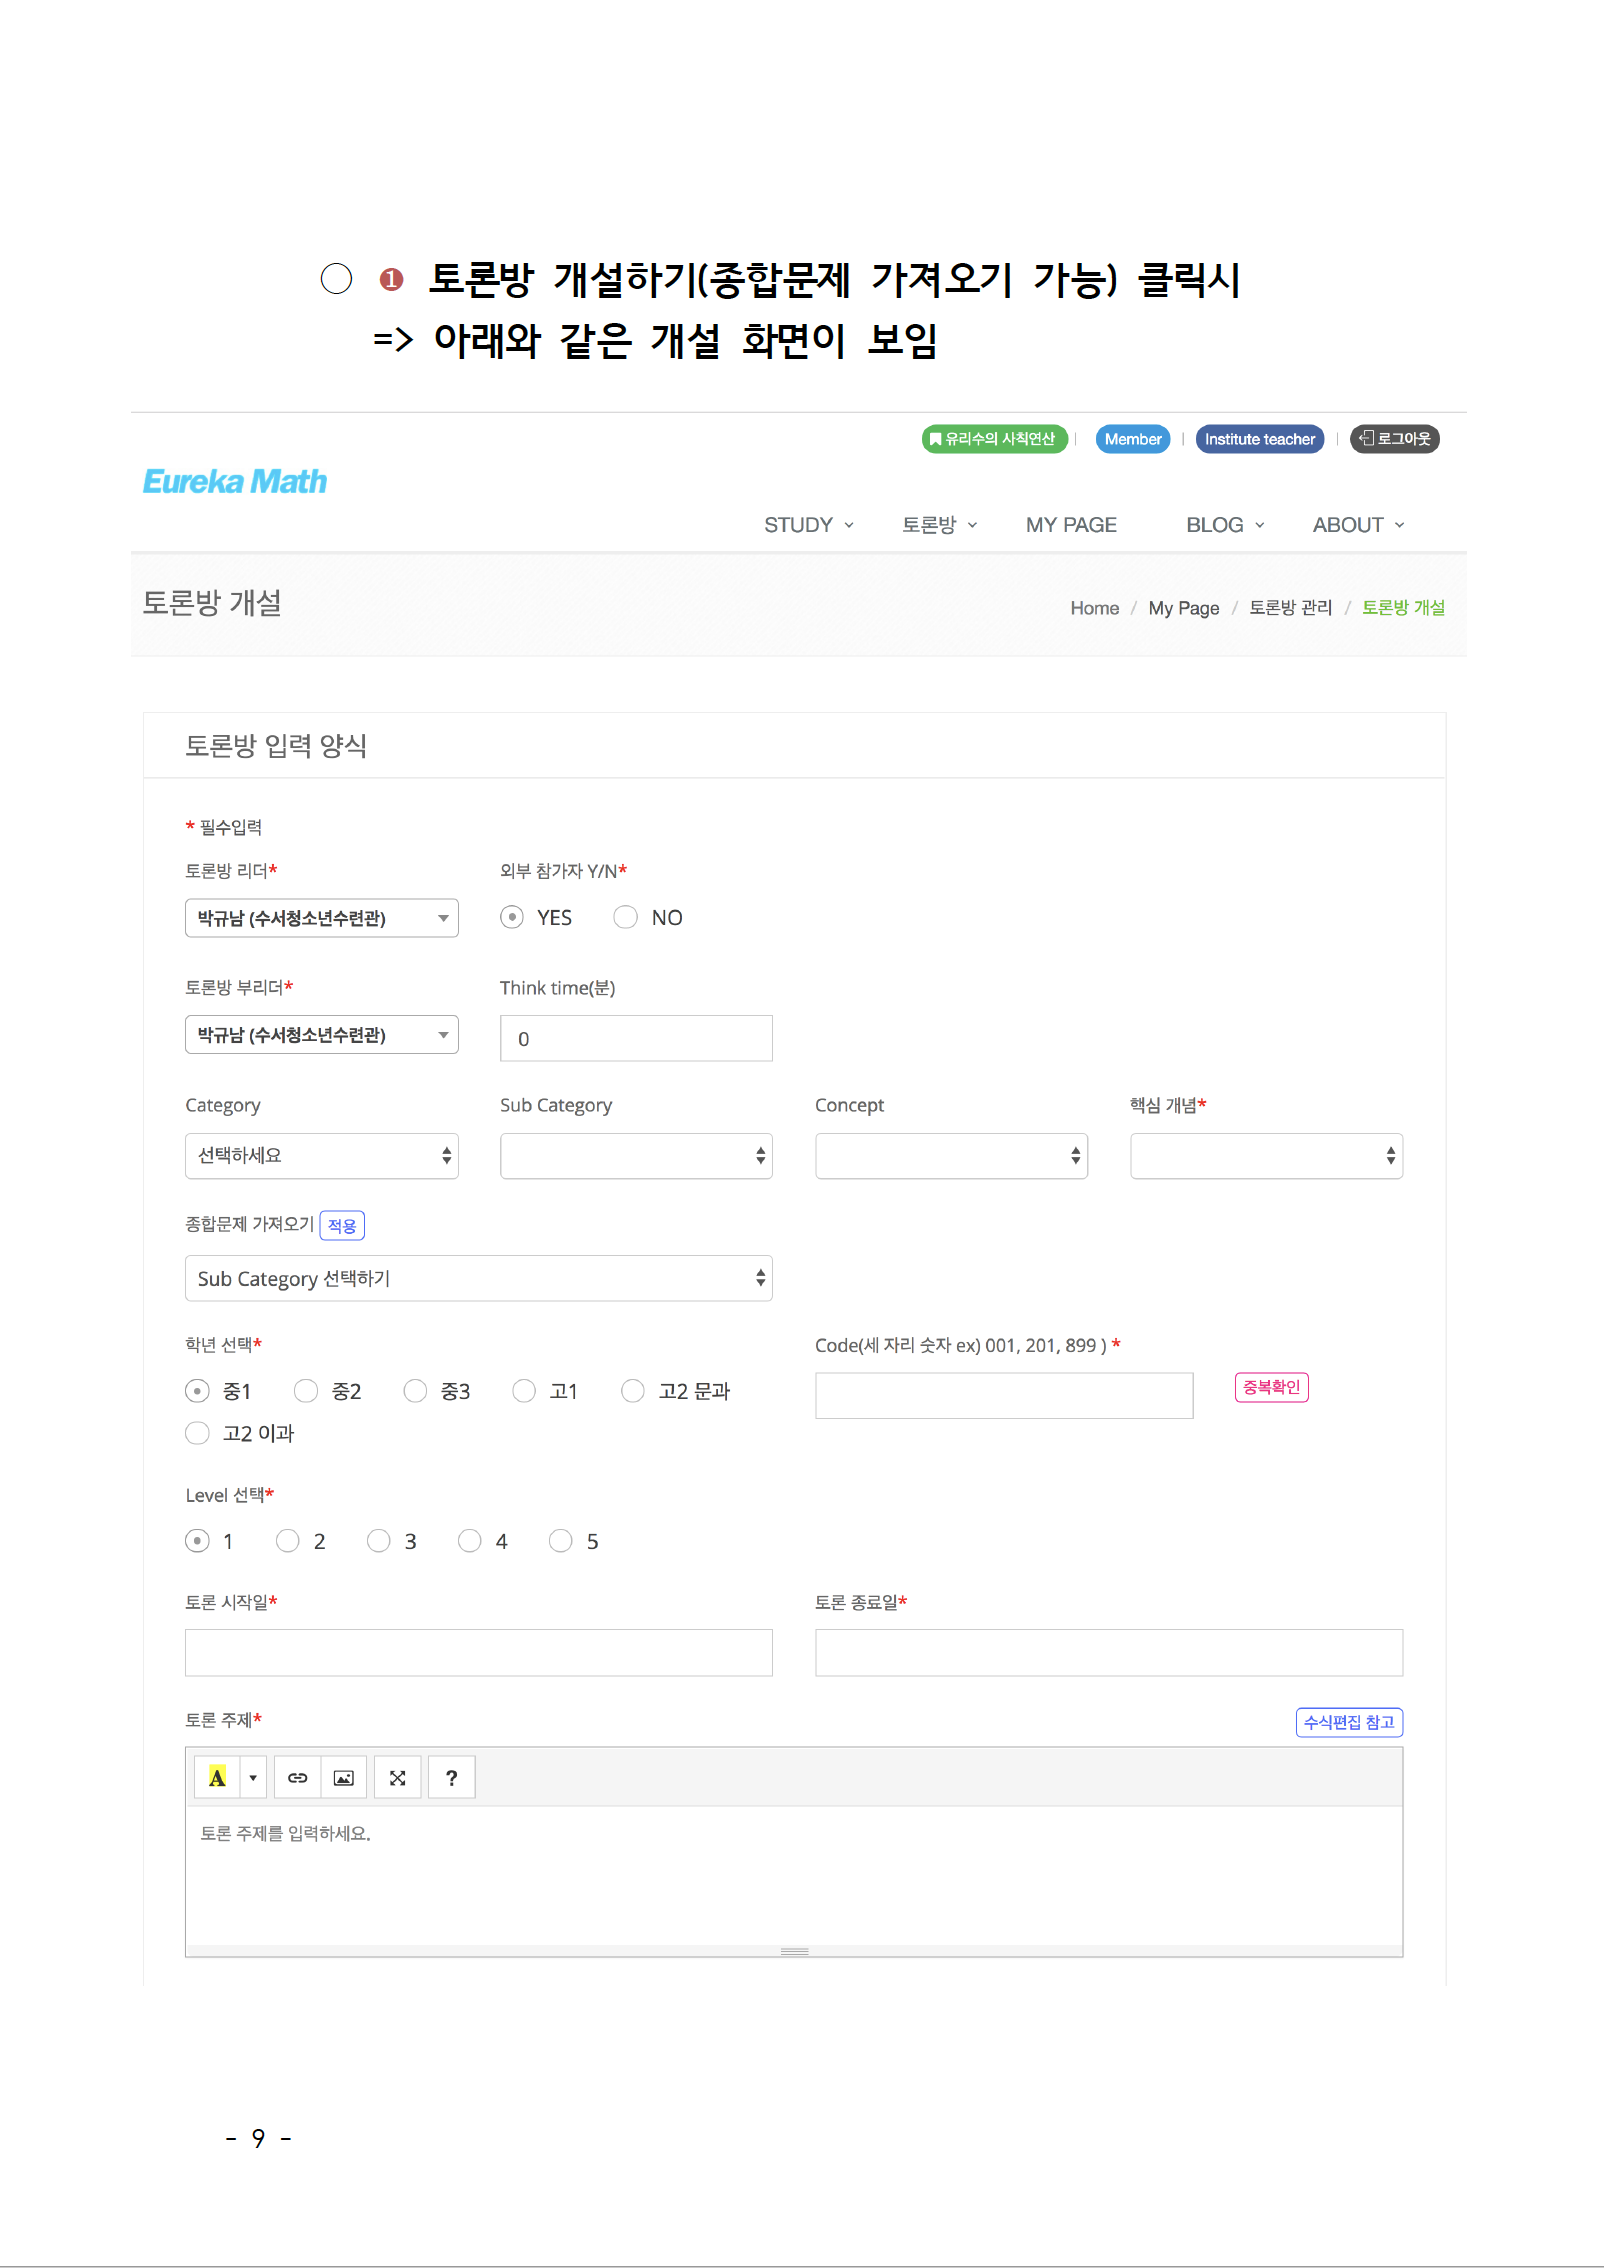 ○ ❶ 토론방 개설하기(종합문제 가져오기 가능) 클릭시
=> 아래와 같은 개설 화면이 보임
유리수의 사칙연산 | Member | Institute teacher | 로그아웃
Eureka Math
STUDY 토론방 MY PAGE BLOG ABOUT
토론방 개설
Home / My Page / 토론방 관리 / 토론방 개설
토론방 입력 양식
* 필수입력
토론방 리더* 외부 참가자 Y/N*
박규남 (수서청소년수련관) YES NO
토론방 부리더* Think time(분)
박규남 (수서청소년수련관) 0
Category Sub Category Concept 핵심 개념*
선택하세요
종합문제 가져오기 적용
Sub Category 선택하기
학년 선택* Code(세 자리 숫자 ex) 001, 201, 899 ) *
중1 중2 중3 고1 고2 문과 중복확인
고2 이과
Level 선택*
1 2 3 4 5
토론 시작일* 토론 종료일*
토론 주제* 수식편집 참고
A ?
토론 주제를 입력하세요.
- 9 -